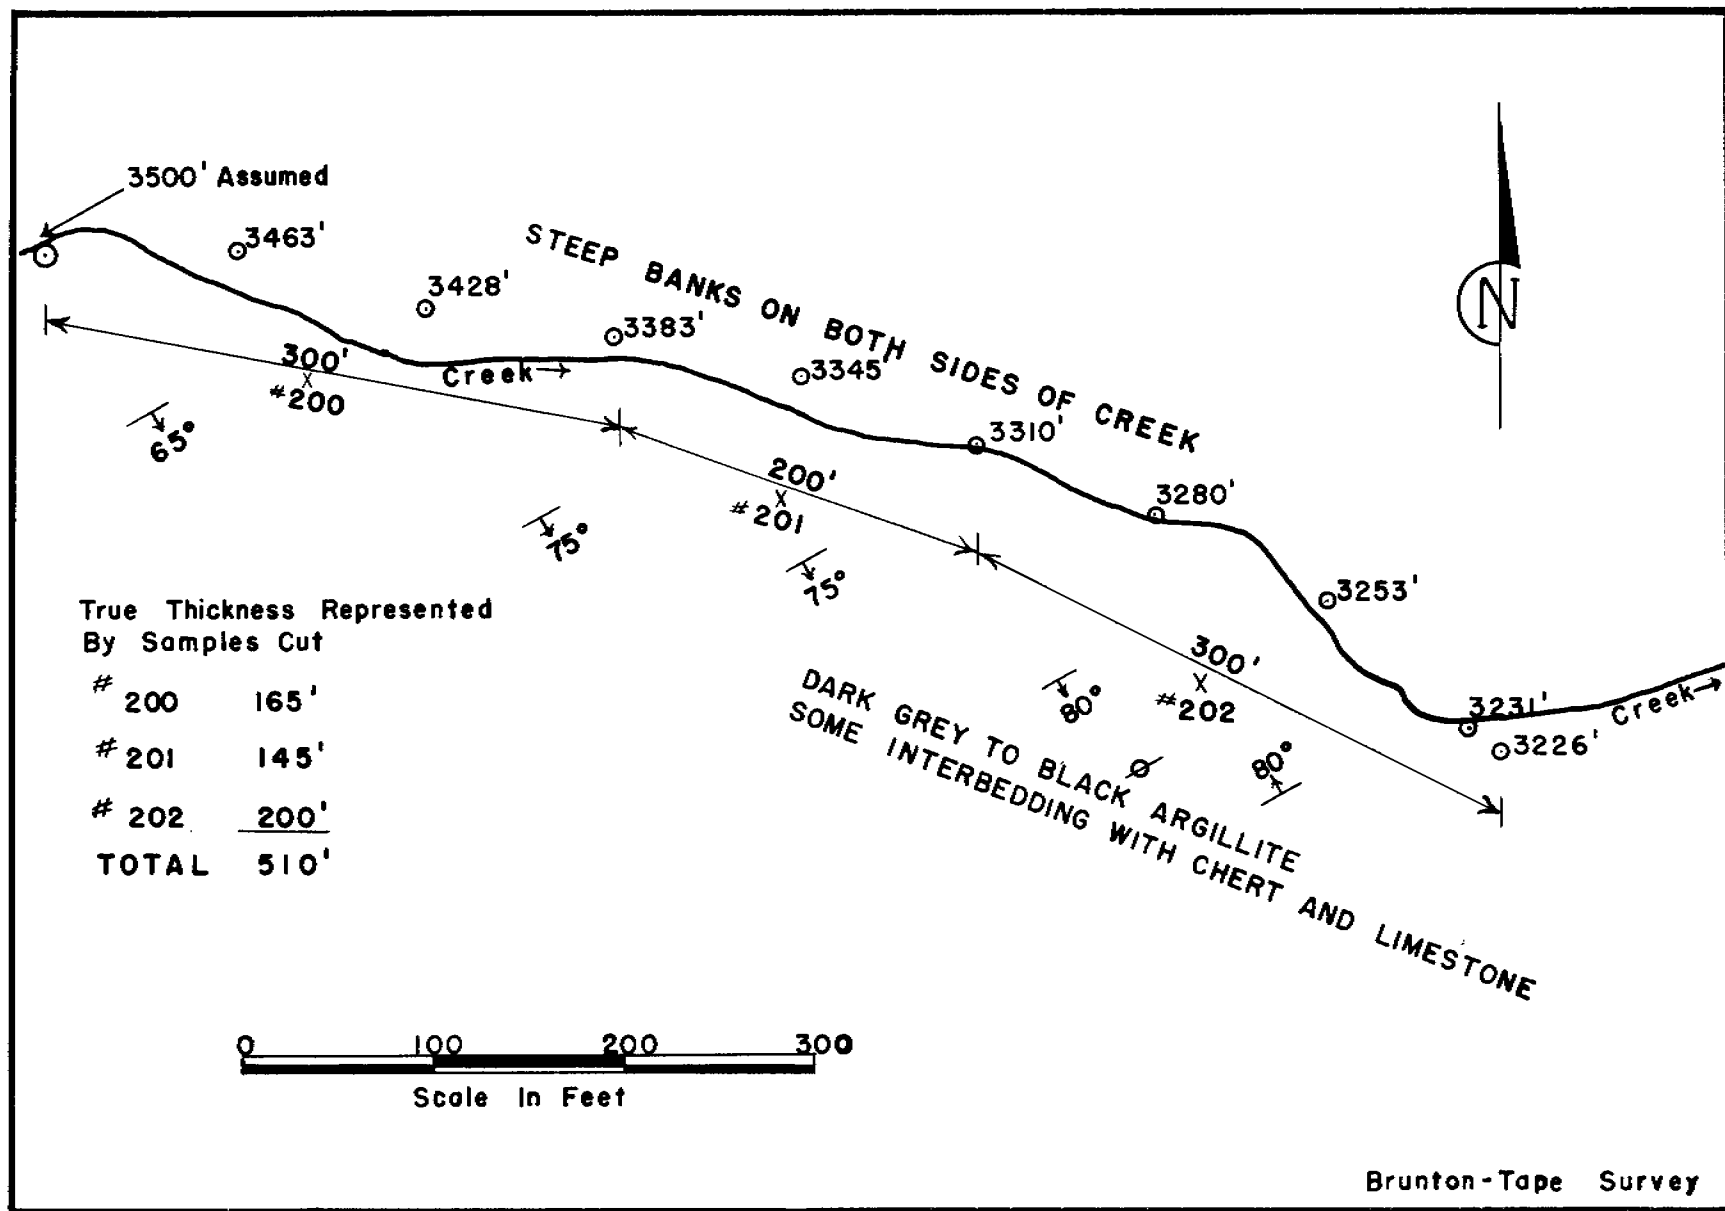 3500' Assumed
3463'
3428'
3383'
3345'
3310'
3280'
3253'
3231'
3226'
STEEP BANKS ON BOTH SIDES OF CREEK
N
Creek
300'
#200
200'
#201
300'
#202
65°
75°
75°
80°
80°
Creek
DARK GREY TO BLACK ARGILLITE
SOME INTERBEDDING WITH CHERT AND LIMESTONE
True Thickness Represented
By Samples Cut
# 200 165'
# 201 145'
# 202 200'
TOTAL 510'
0 100 200 300
Scale In Feet
Brunton-Tape Survey